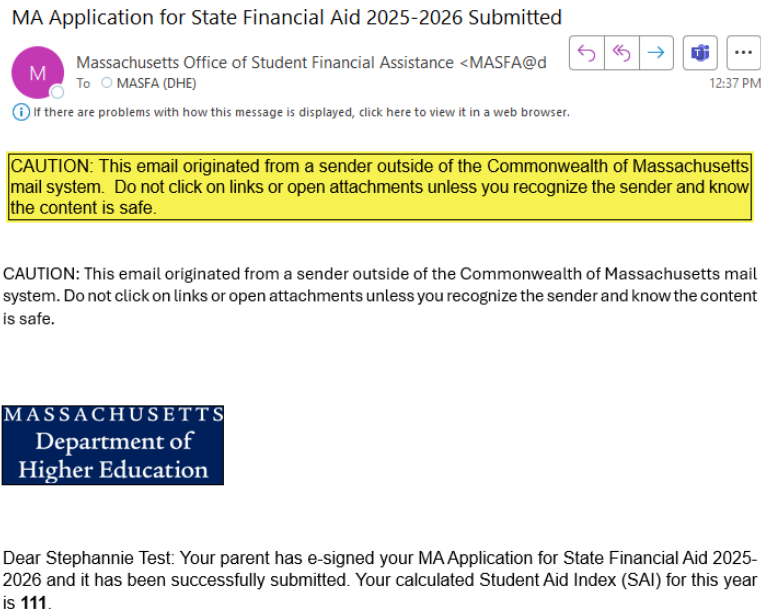 MA Application for State Financial Aid 2025-2026 Submitted
M
Massachusetts Office of Student Financial Assistance <MASFA@d
To MASFA (DHE)
12:37 PM
If there are problems with how this message is displayed, click here to view it in a web browser.
CAUTION: This email originated from a sender outside of the Commonwealth of Massachusetts
mail system. Do not click on links or open attachments unless you recognize the sender and know
the content is safe.
CAUTION: This email originated from a sender outside of the Commonwealth of Massachusetts mail
system. Do not click on links or open attachments unless you recognize the sender and know the content
is safe.
MASSACHUSETTS
Department of
Higher Education
Dear Stephannie Test: Your parent has e-signed your MA Application for State Financial Aid 2025-
2026 and it has been successfully submitted. Your calculated Student Aid Index (SAI) for this year
is 111.